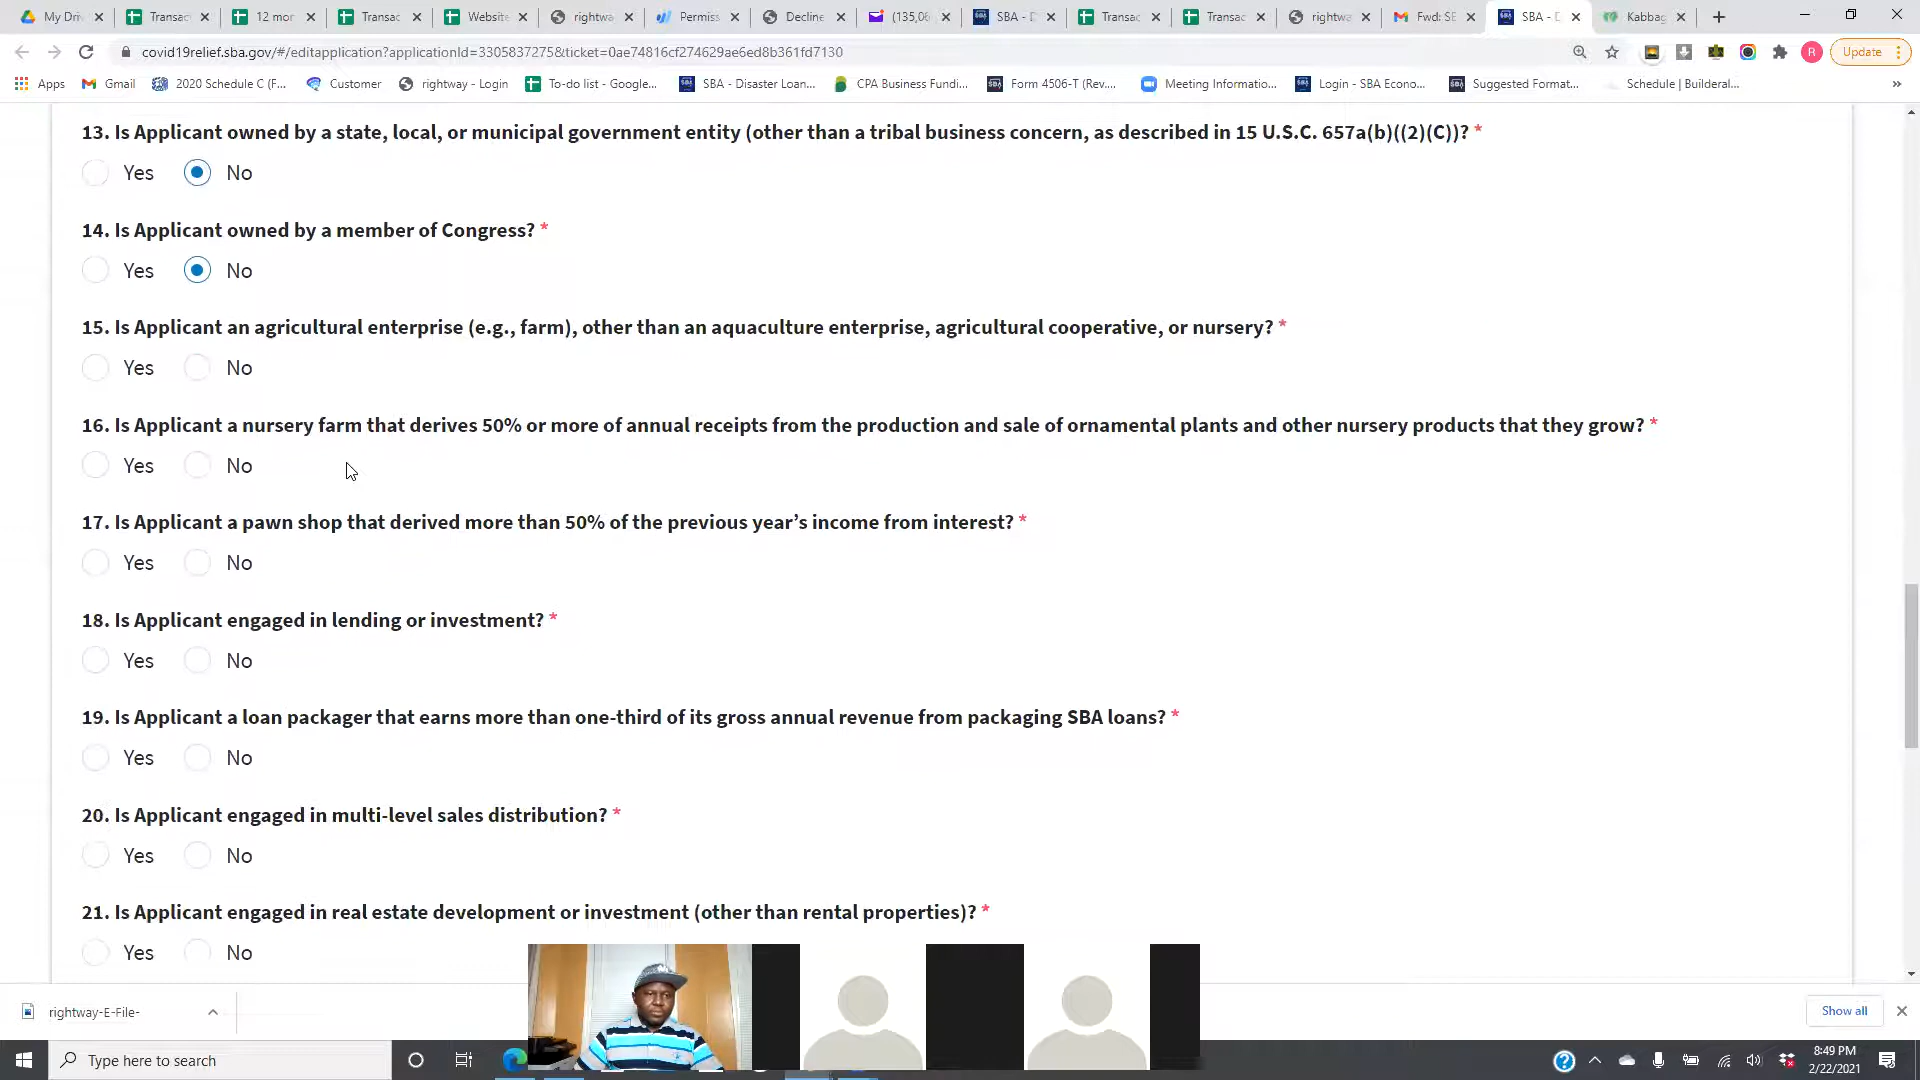 My Dri
Transac
12 mor
Transac
Website
rightwa
Permiss
Decline
(135,06
SBA - D
Transac
Transac
rightwa
Fwd: SE
SBA - D
Kabbag
covid19relief.sba.gov/#/editapplication?applicationId=3305837275&ticket=0ae74816cf274629ae6ed8b361fd7130
R
Update
Apps
Gmail
2020 Schedule C (F...
Customer
rightway - Login
To-do list - Google...
SBA - Disaster Loan...
CPA Business Fundi...
Form 4506-T (Rev....
Meeting Informatio...
Login - SBA Econo...
Suggested Format...
Schedule | Builderal...
13. Is Applicant owned by a state, local, or municipal government entity (other than a tribal business concern, as described in 15 U.S.C. 657a(b)((2)(C))? *
Yes No
14. Is Applicant owned by a member of Congress? *
Yes No
15. Is Applicant an agricultural enterprise (e.g., farm), other than an aquaculture enterprise, agricultural cooperative, or nursery? *
Yes No
16. Is Applicant a nursery farm that derives 50% or more of annual receipts from the production and sale of ornamental plants and other nursery products that they grow? *
Yes No
17. Is Applicant a pawn shop that derived more than 50% of the previous year’s income from interest? *
Yes No
18. Is Applicant engaged in lending or investment? *
Yes No
19. Is Applicant a loan packager that earns more than one-third of its gross annual revenue from packaging SBA loans? *
Yes No
20. Is Applicant engaged in multi-level sales distribution? *
Yes No
21. Is Applicant engaged in real estate development or investment (other than rental properties)? *
Yes No
rightway-E-File-
Show all
Type here to search
8:49 PM
2/22/2021